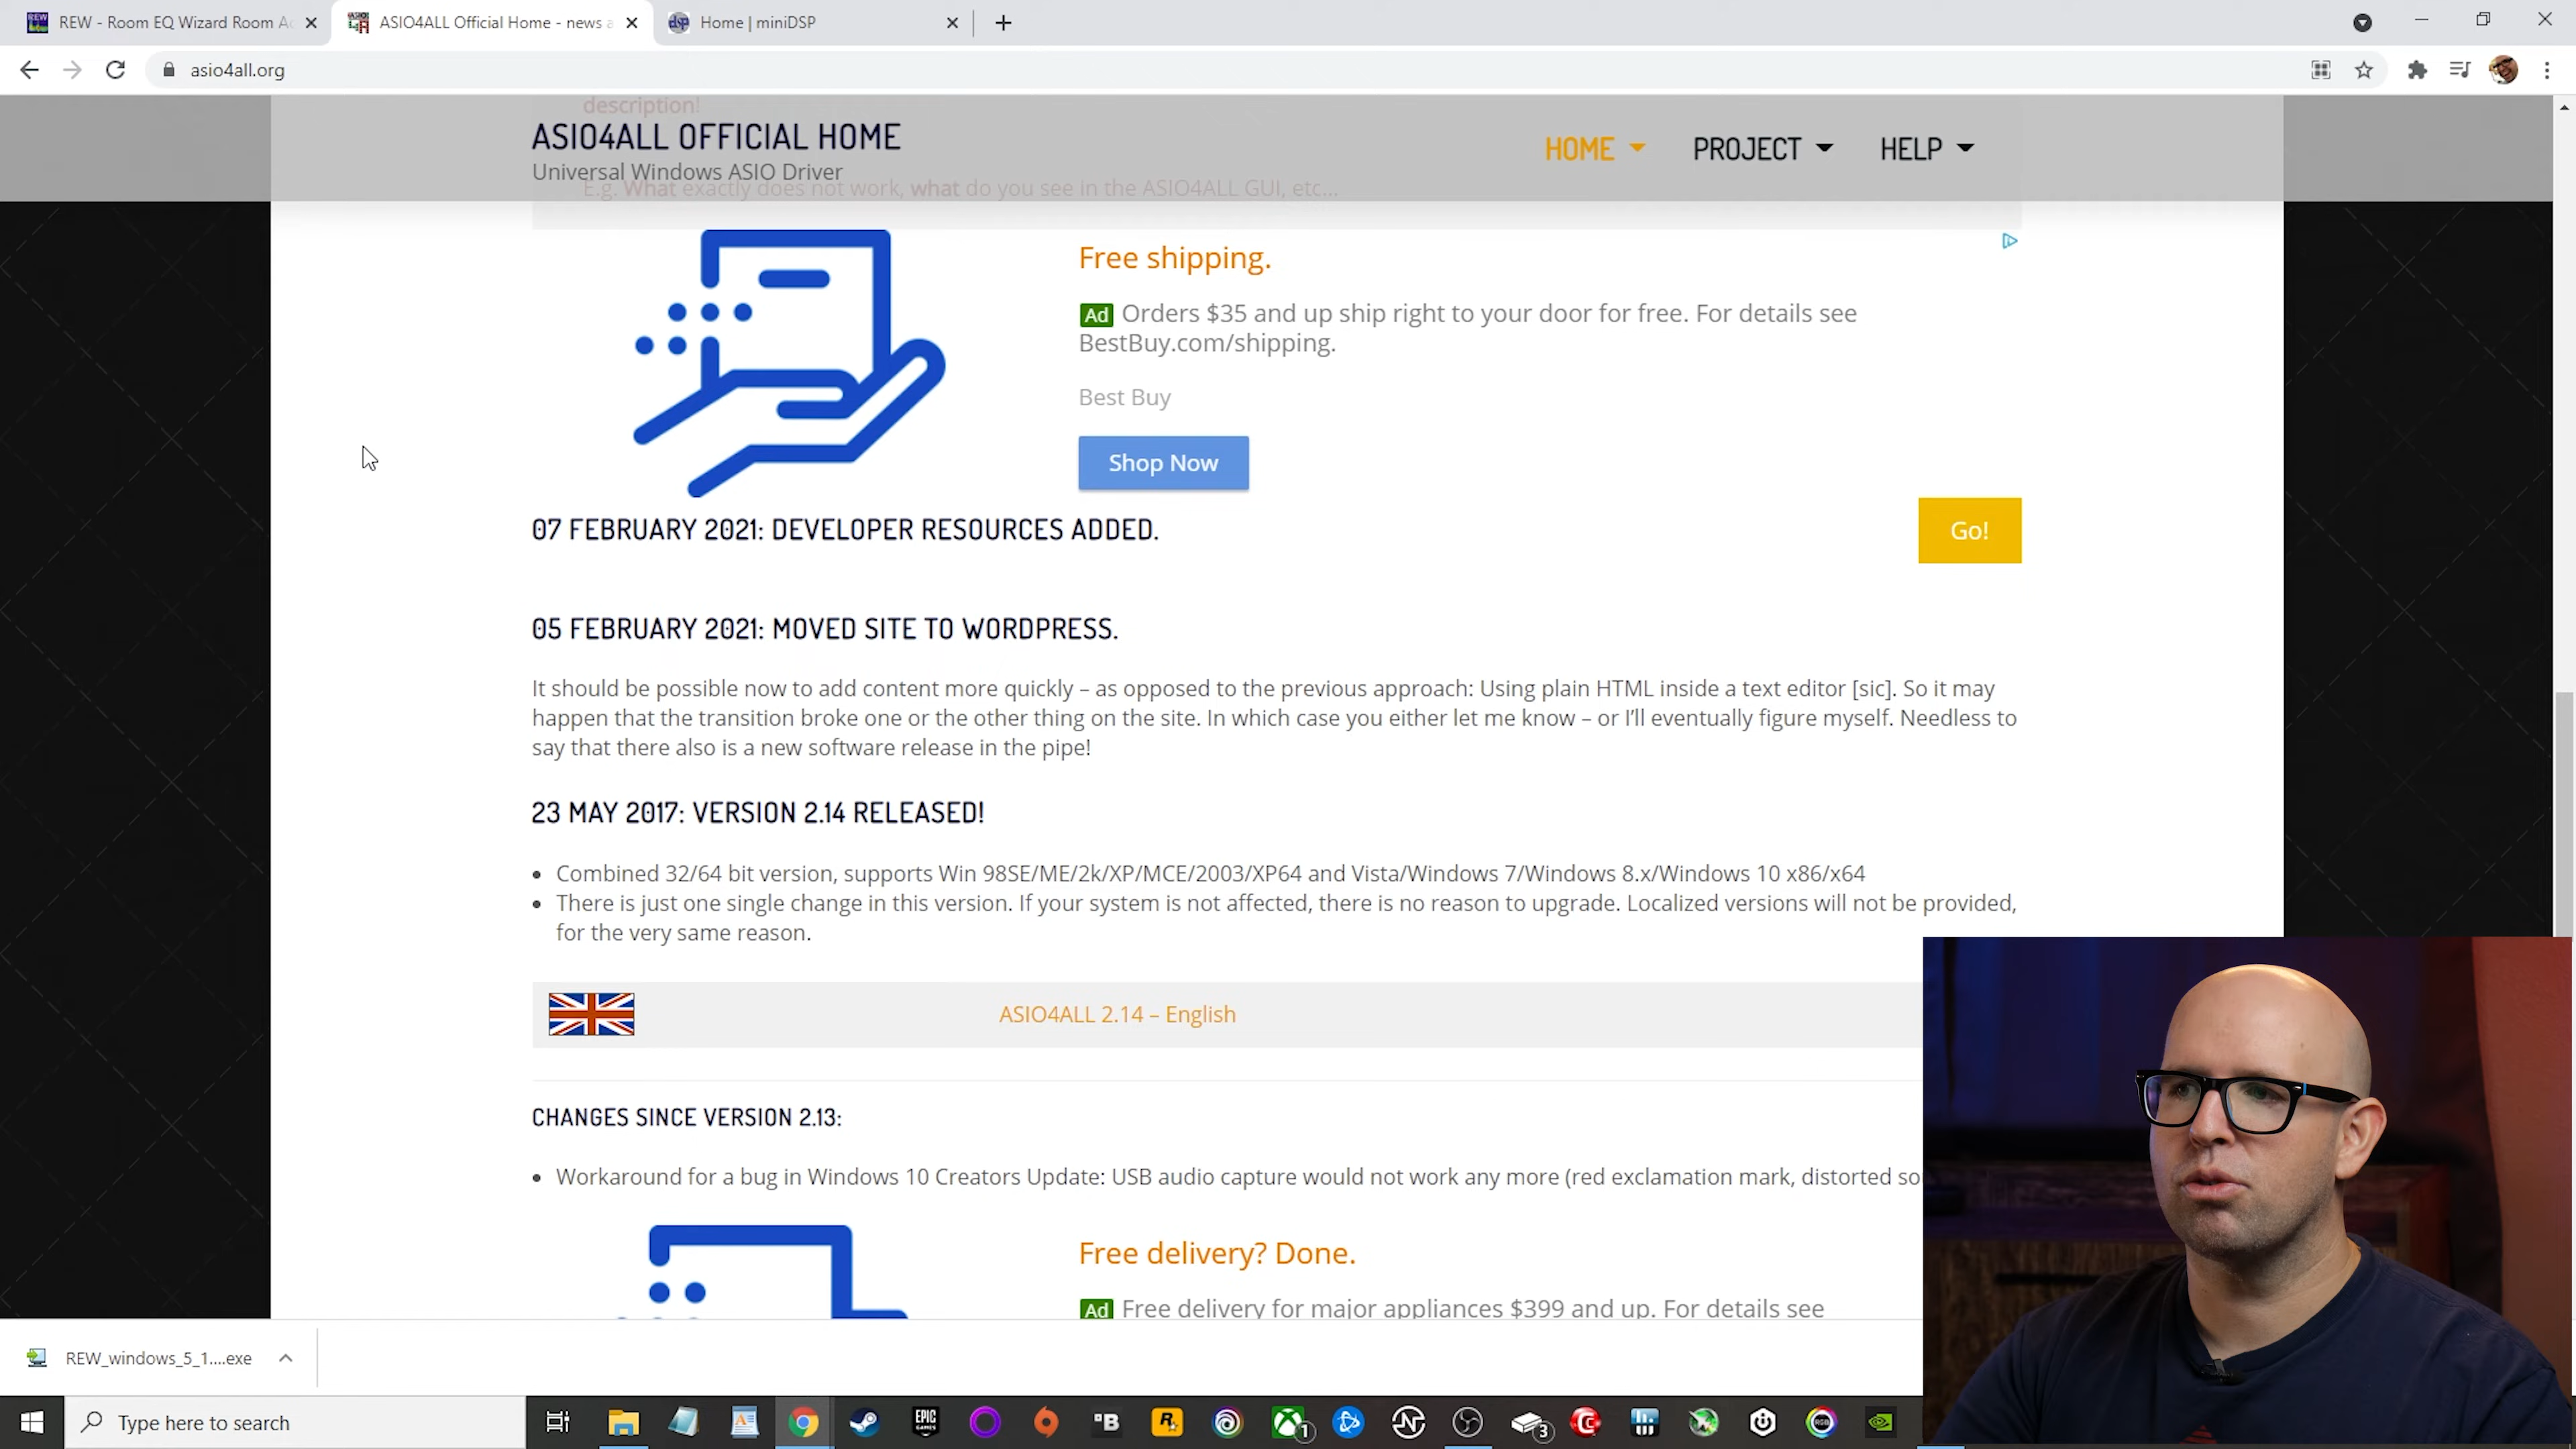 REW - Room EQ Wizard Room Ac
ASIO4ALL Official Home - news a
Home | miniDSP
asio4all.org
description!
ASIO4ALL OFFICIAL HOME
Universal Windows ASIO Driver
HOME
PROJECT
HELP
E.g. What exactly does not work, what do you see in the ASIO4ALL GUI, etc...
Free shipping.
Ad Orders $35 and up ship right to your door for free. For details see
BestBuy.com/shipping.
Best Buy
Shop Now
07 FEBRUARY 2021: DEVELOPER RESOURCES ADDED.
Go!
05 FEBRUARY 2021: MOVED SITE TO WORDPRESS.
It should be possible now to add content more quickly – as opposed to the previous approach: Using plain HTML inside a text editor [sic]. So it may
happen that the transition broke one or the other thing on the site. In which case you either let me know – or I'll eventually figure myself. Needless to
say that there also is a new software release in the pipe!
23 MAY 2017: VERSION 2.14 RELEASED!
Combined 32/64 bit version, supports Win 98SE/ME/2k/XP/MCE/2003/XP64 and Vista/Windows 7/Windows 8.x/Windows 10 x86/x64
There is just one single change in this version. If your system is not affected, there is no reason to upgrade. Localized versions will not be provided,
for the very same reason.
ASIO4ALL 2.14 – English
CHANGES SINCE VERSION 2.13:
Workaround for a bug in Windows 10 Creators Update: USB audio capture would not work any more (red exclamation mark, distorted so
Free delivery? Done.
Ad Free delivery for major appliances $399 and up. For details see
REW_windows_5_1....exe
Type here to search